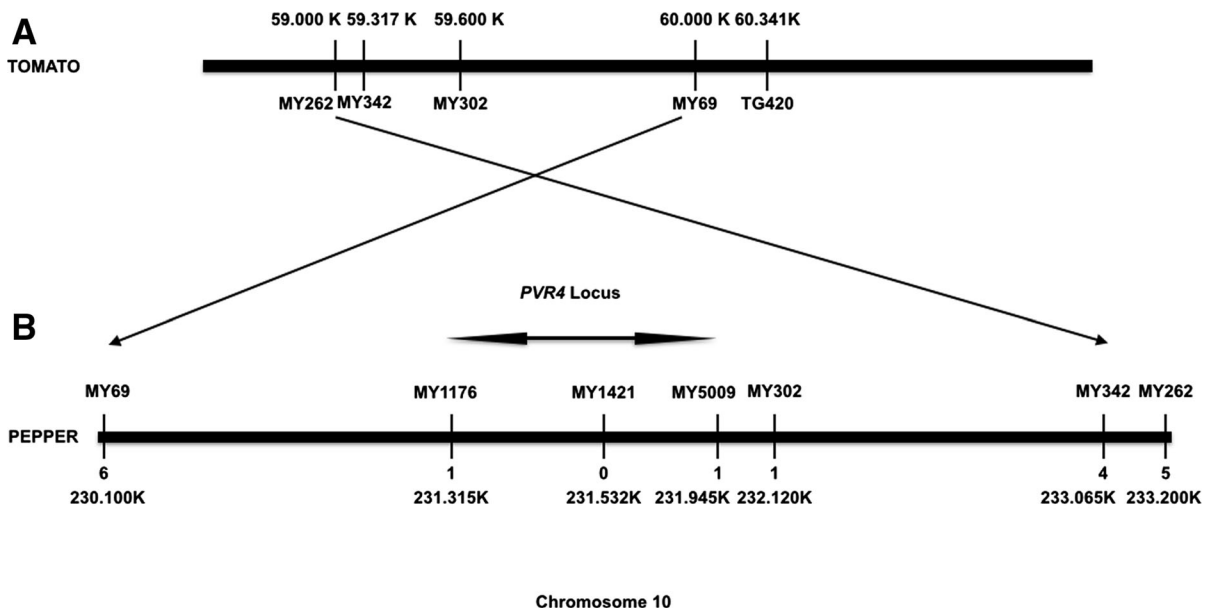 A
59.000 K 59.317 K 59.600 K 60.000 K 60.341K
TOMATO
MY262 MY342 MY302 MY69 TG420
PVR4 Locus
B
MY69 MY1176 MY1421 MY5009 MY302 MY342 MY262
PEPPER
6 1 0 1 1 4 5
230.100K 231.315K 231.532K 231.945K 232.120K 233.065K 233.200K
Chromosome 10